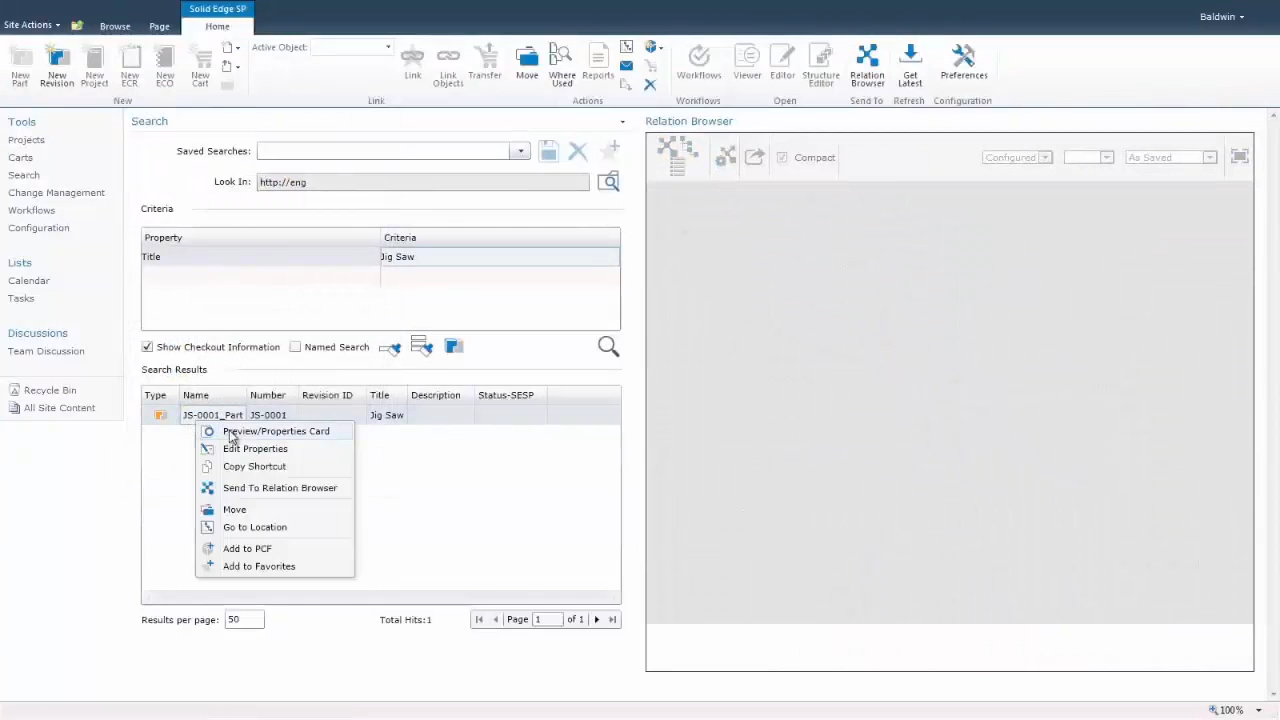 Solid Edge SP
Site Actions Browse Page Home Baldwin
New Part
New Revision
New Project
New ECR
New ECO
New Cart
Active Object:
Link
Link Objects
Transfer
Move
Where Used
Reports
Workflows
Viewer
Editor
Structure Editor
Relation Browser
Get Latest
Preferences
New Link Actions Workflows Open Send To Refresh Configuration
Tools
Projects
Carts
Search
Change Management
Workflows
Configuration
Lists
Calendar
Tasks
Discussions
Team Discussion
Recycle Bin
All Site Content
Search
Saved Searches:
Look In: http://eng
Criteria
Property Criteria
Title Jig Saw
Show Checkout Information Named Search
Search Results
Type Name Number Revision ID Title Description Status-SESP
JS-0001_Part JS-0001 Jig Saw
Preview/Properties Card
Edit Properties
Copy Shortcut
Send To Relation Browser
Move
Go to Location
Add to PCF
Add to Favorites
Results per page: 50 Total Hits:1 Page 1 of 1
Relation Browser
Compact Configured As Saved
100%